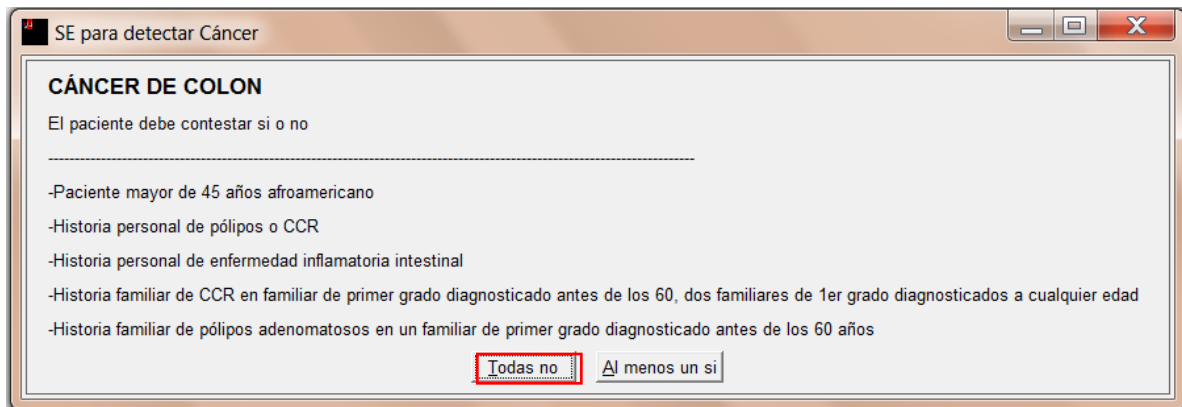 SE para detectar Cáncer
CÁNCER DE COLON
El paciente debe contestar si o no
-----------------------------------------------------------------------------------------------------------------------------
-Paciente mayor de 45 años afroamericano
-Historia personal de pólipos o CCR
-Historia personal de enfermedad inflamatoria intestinal
-Historia familiar de CCR en familiar de primer grado diagnosticado antes de los 60, dos familiares de 1er grado diagnosticados a cualquier edad
-Historia familiar de pólipos adenomatosos en un familiar de primer grado diagnosticado antes de los 60 años
Todas no Al menos un si